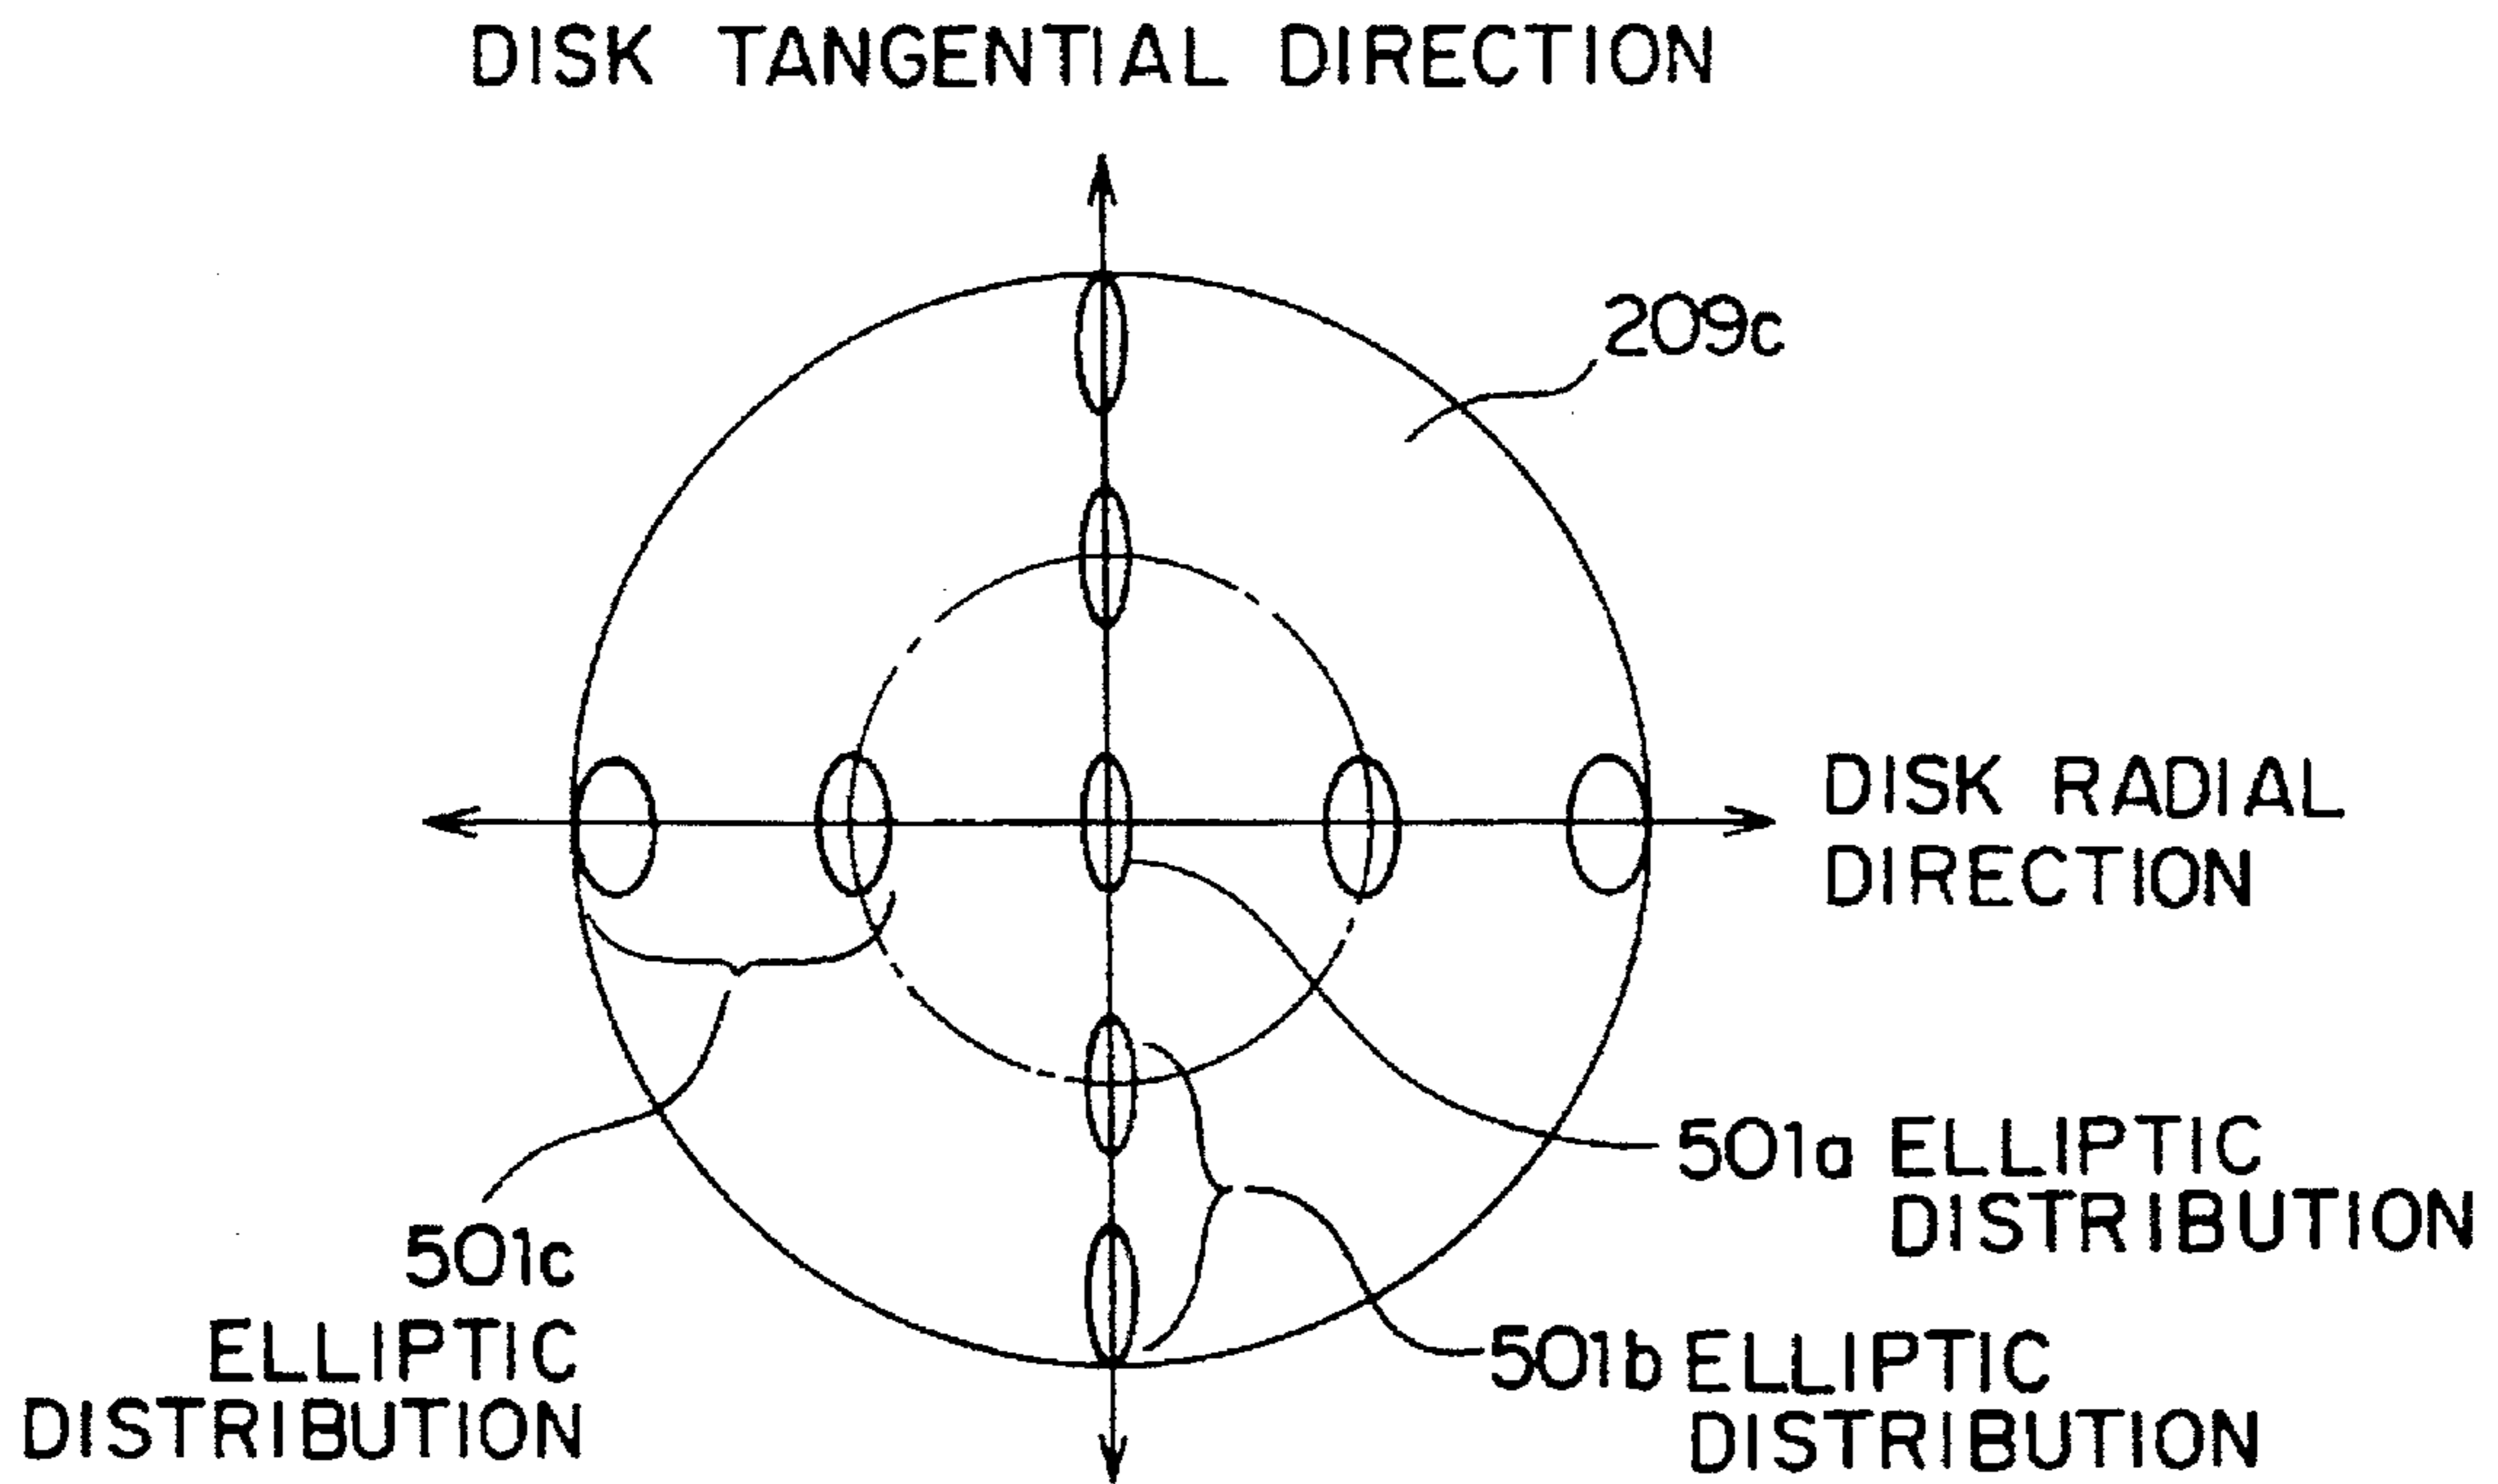 DISK TANGENTIAL DIRECTION
209c
DISK RADIAL
DIRECTION
501a ELLIPTIC
DISTRIBUTION
501c
ELLIPTIC
DISTRIBUTION
501b ELLIPTIC
DISTRIBUTION